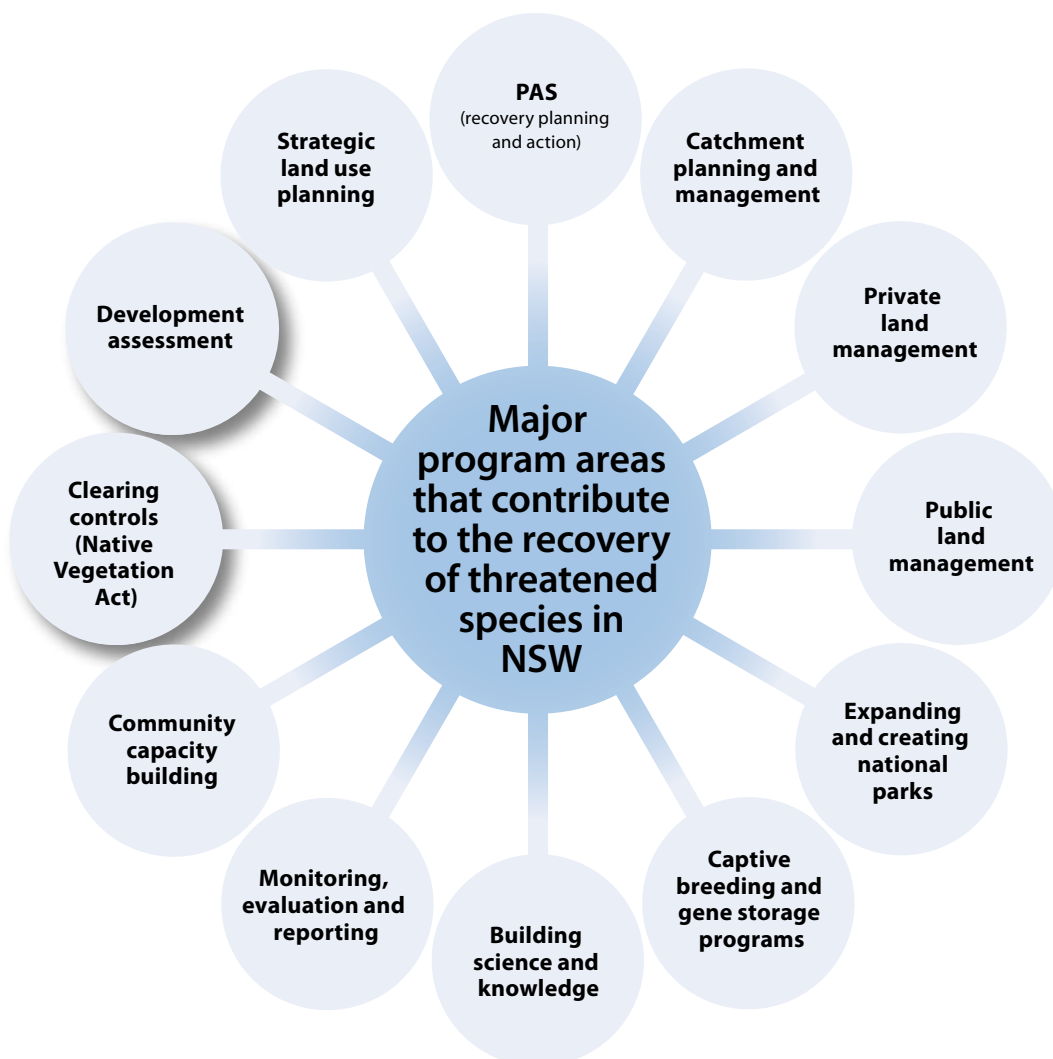 PAS
(recovery planning
and action)
Catchment
planning and
management
Private
land
management
Public
land
management
Expanding
and creating
national
parks
Captive
breeding and
gene storage
programs
Building
science and
knowledge
Monitoring,
evaluation and
reporting
Community
capacity
building
Clearing
controls
(Native
Vegetation
Act)
Development
assessment
Strategic
land use
planning
Major
program areas
that contribute
to the recovery
of threatened
species in
NSW